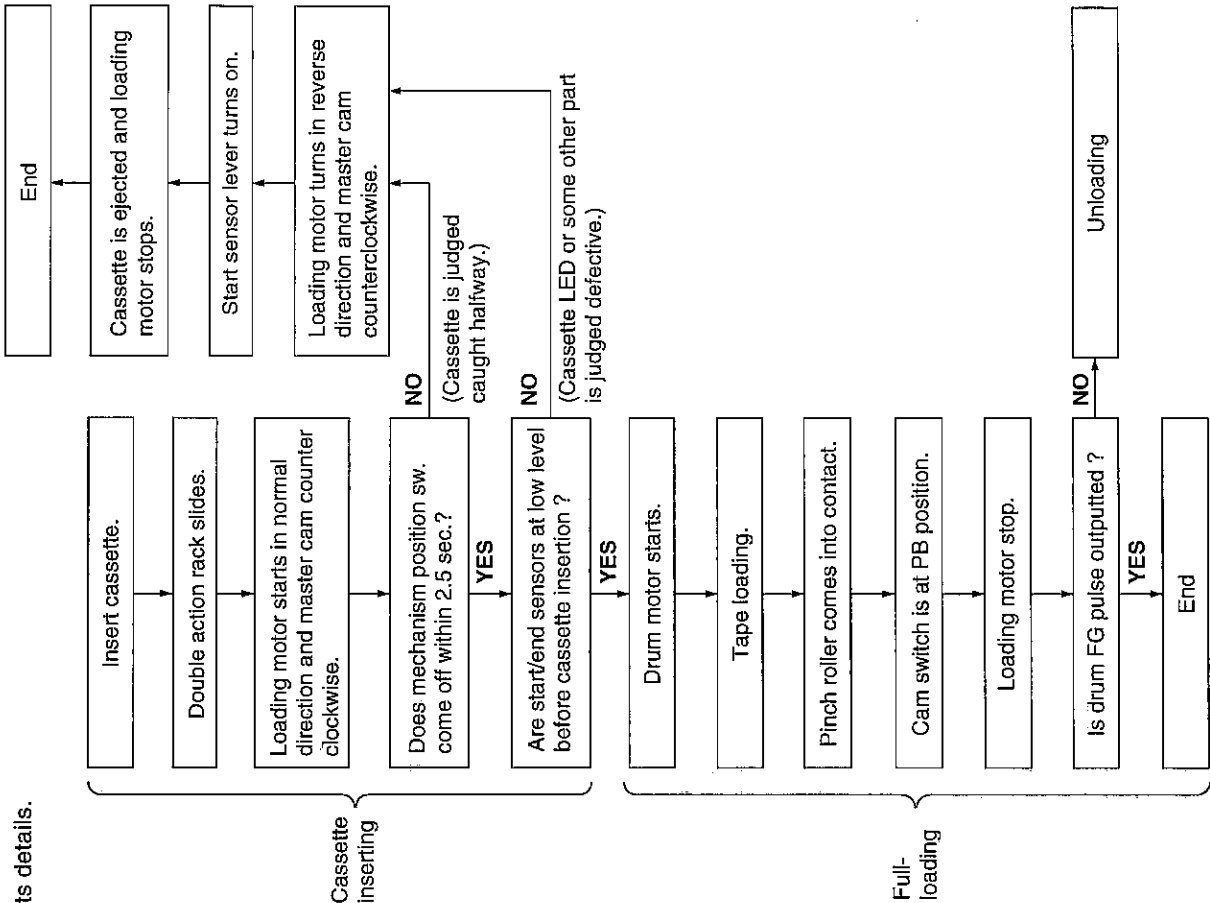 ts details.
Cassette
inserting
Insert cassette.
Double action rack slides.
Loading motor starts in normal
direction and master cam counter
clockwise.
Does mechanism position sw.
come off within 2.5 sec.?
NO
(Cassette is judged
caught halfway.)
YES
Are start/end sensors at low level
before cassette insertion ?
NO
(Cassette LED or some other part
is judged defective.)
YES
End
Cassette is ejected and loading
motor stops.
Start sensor lever turns on.
Loading motor turns in reverse
direction and master cam
counterclockwise.
Full-
loading
Drum motor starts.
Tape loading.
Pinch roller comes into contact.
Cam switch is at PB position.
Loading motor stop.
Is drum FG pulse outputted ?
NO
Unloading
YES
End